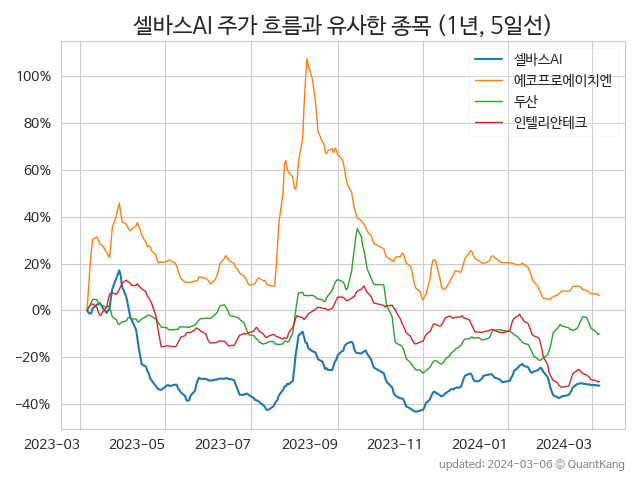 셀바스AI 주가 흐름과 유사한 종목 (1년, 5일선)
셀바스AI
에코프로에이치엔
두산
인텔리안테크
100%
80%
60%
40%
20%
0%
−20%
−40%
2023-03
2023-05
2023-07
2023-09
2023-11
2024-01
2024-03
updated: 2024-03-06 ⓒ QuantKang